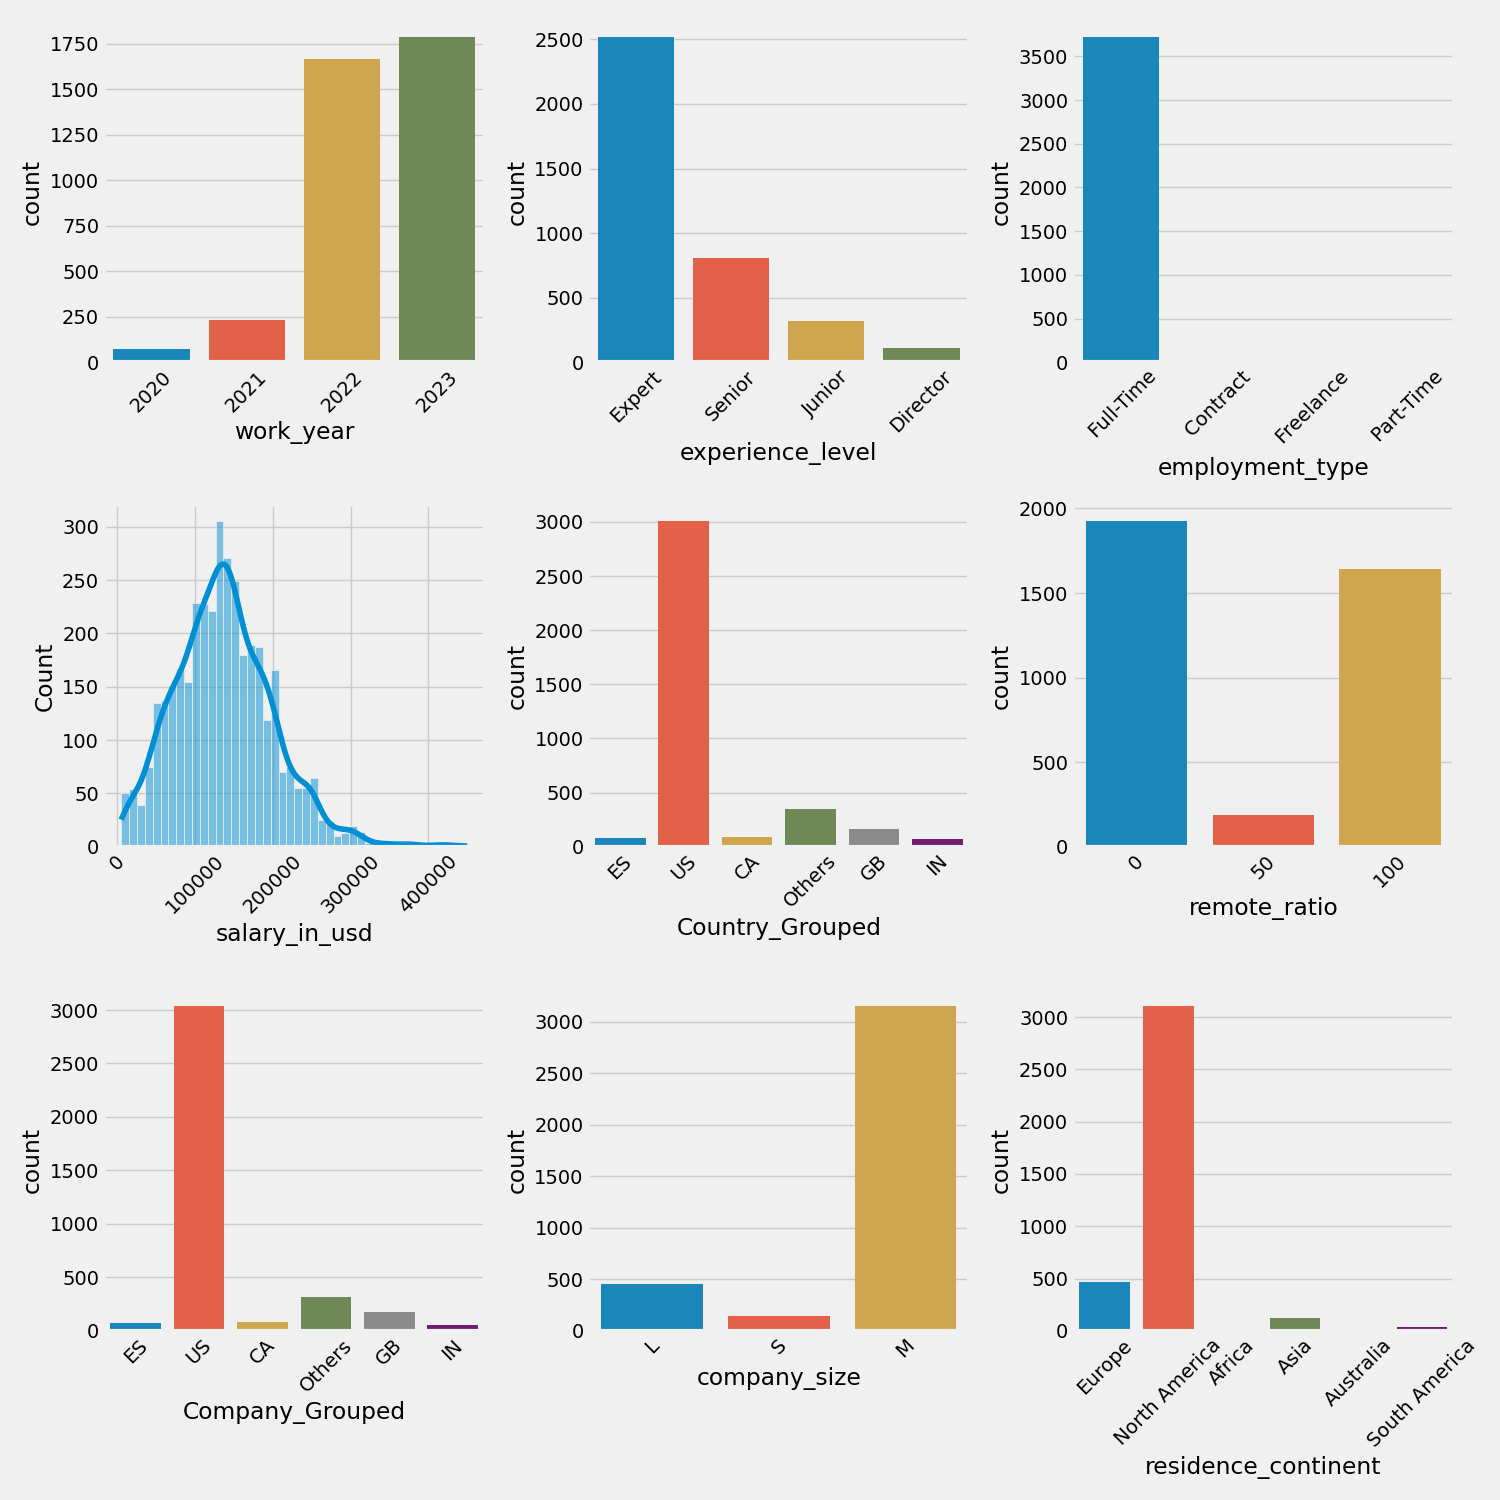 count
1750
1500
1250
1000
750
500
250
0
2020 2021 2022 2023
work_year
count
2500
2000
1500
1000
500
0
Expert Senior Junior Director
experience_level
count
3500
3000
2500
2000
1500
1000
500
0
Full-Time Contract Freelance Part-Time
employment_type
Count
300
250
200
150
100
50
0
0 100000 200000 300000 400000
salary_in_usd
count
3000
2500
2000
1500
1000
500
0
ES US CA Others GB IN
Country_Grouped
count
2000
1500
1000
500
0
0 50 100
remote_ratio
count
3000
2500
2000
1500
1000
500
0
ES US CA Others GB IN
Company_Grouped
count
3000
2500
2000
1500
1000
500
0
L S M
company_size
count
3000
2500
2000
1500
1000
500
0
Europe North America Africa Asia Australia South America
residence_continent